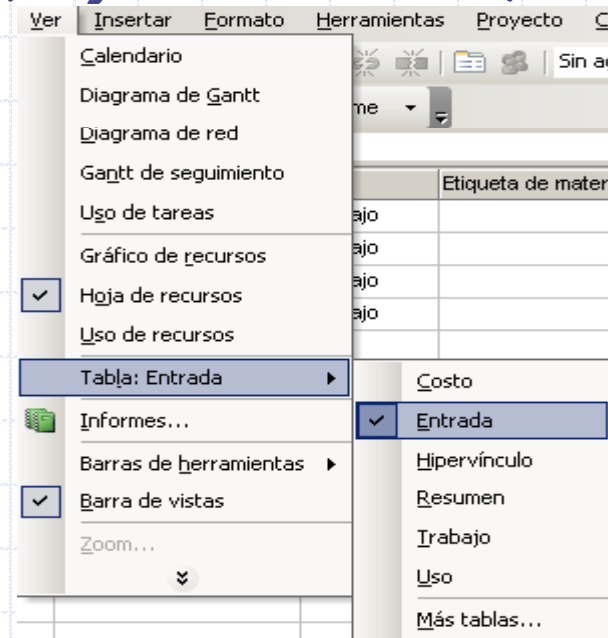 Ver Insertar Formato Herramientas Proyecto
Calendario
Sin
Diagrama de Gantt
me
Diagrama de red
Gantt de seguimiento
Etiqueta de mater
Uso de tareas
ajo
Gráfico de recursos
ajo
Hoja de recursos
ajo
Uso de recursos
ajo
Tabla: Entrada
Costo
Informes...
Entrada
Barras de herramientas
Hipervínculo
Barra de vistas
Resumen
Zoom...
Trabajo
Uso
Más tablas...